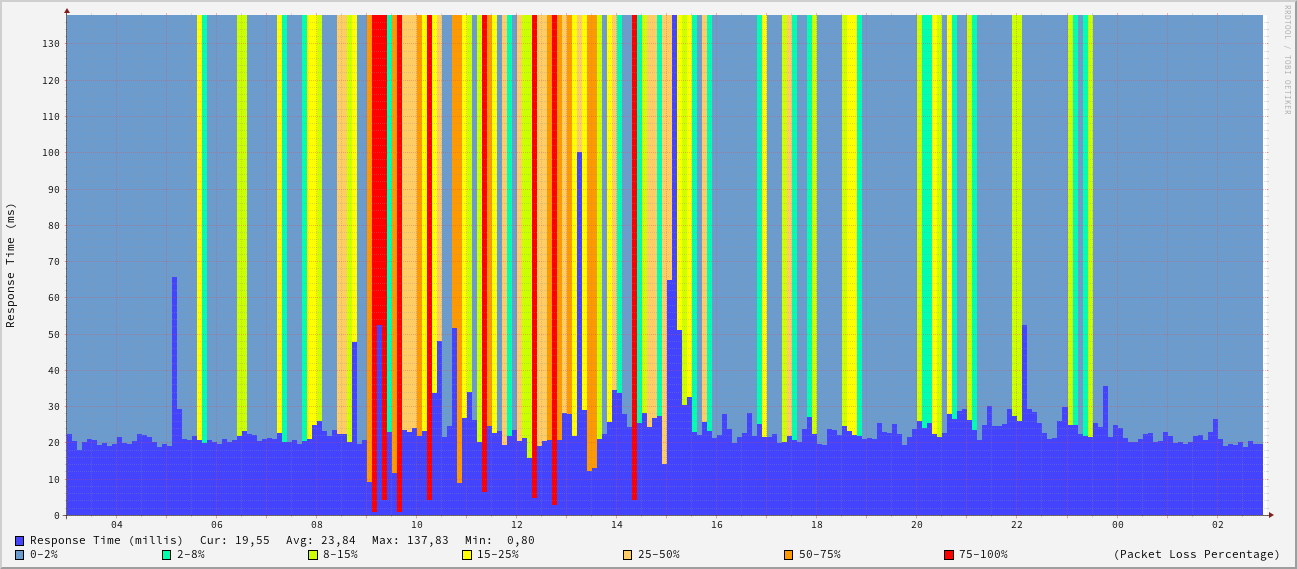 RRDTOOL / TOBI OETIKER
Response Time (ms)
130
120
110
100
90
80
70
60
50
40
30
20
10
0
04 06 08 10 12 14 16 18 20 22 00 02
Response Time (millis) Cur: 19,55 Avg: 23,84 Max: 137,83 Min: 0,80
0-2% 2-8% 8-15% 15-25% 25-50% 50-75% 75-100% (Packet Loss Percentage)